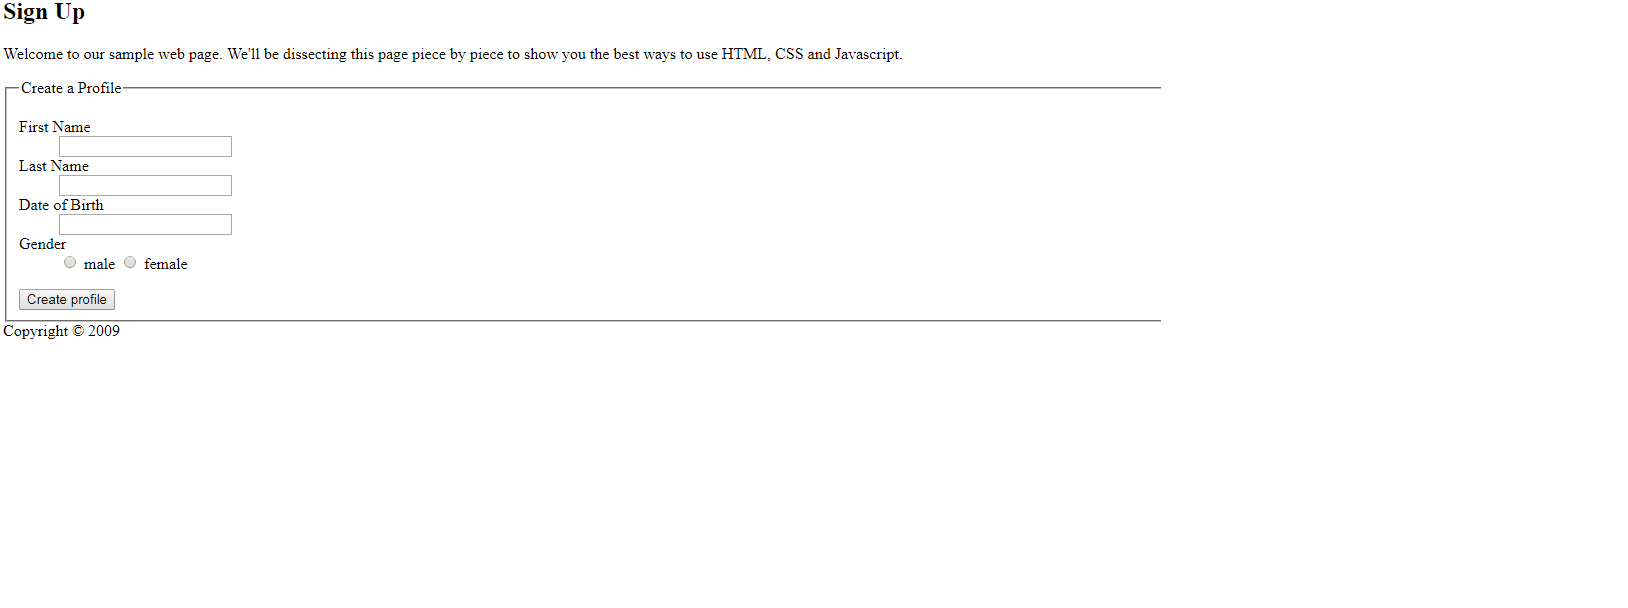 Sign Up
Welcome to our sample web page. We'll be dissecting this page piece by piece to show you the best ways to use HTML, CSS and Javascript.
Create a Profile
First Name
Last Name
Date of Birth
Gender
male female
Create profile
Copyright © 2009